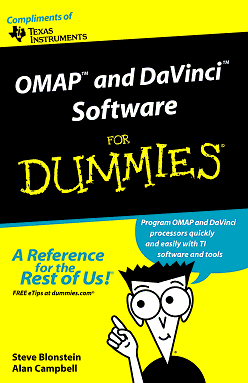 Compliments of
TEXAS
INSTRUMENTS
OMAP™ and DaVinci™
Software
FOR
DUMMIES®
Program OMAP and DaVinci
processors quickly
and easily with TI
software and tools
A Reference
for the
Rest of Us!®
FREE eTips at dummies.com®
Steve Blonstein
Alan Campbell